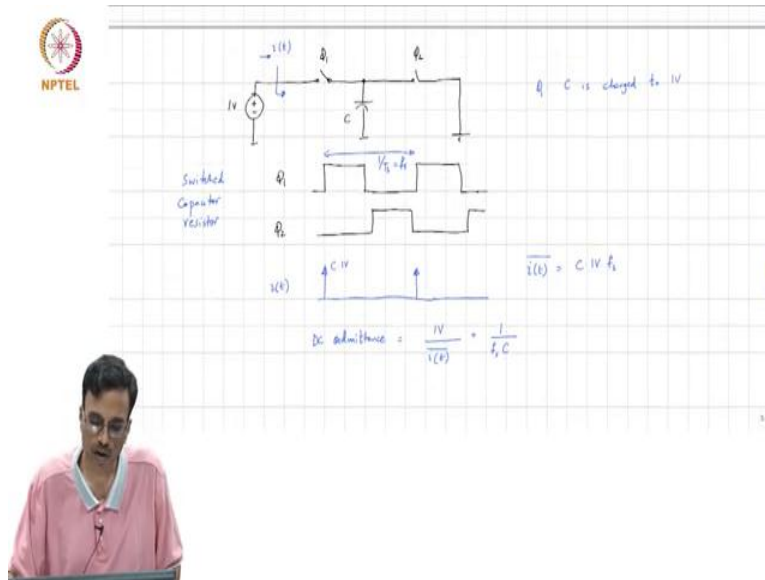 NPTEL
i(t)
Φ₁
Φ₂
1V
C
Φ₁ C is charged to 1V
1/Tₛ = fₛ
Switched
Capacitor
resistor
Φ₁
Φ₂
i(t)
C 1V
i(t) = C 1V fₛ
DC admittance = 1V / i(t) = 1 / fₛ C